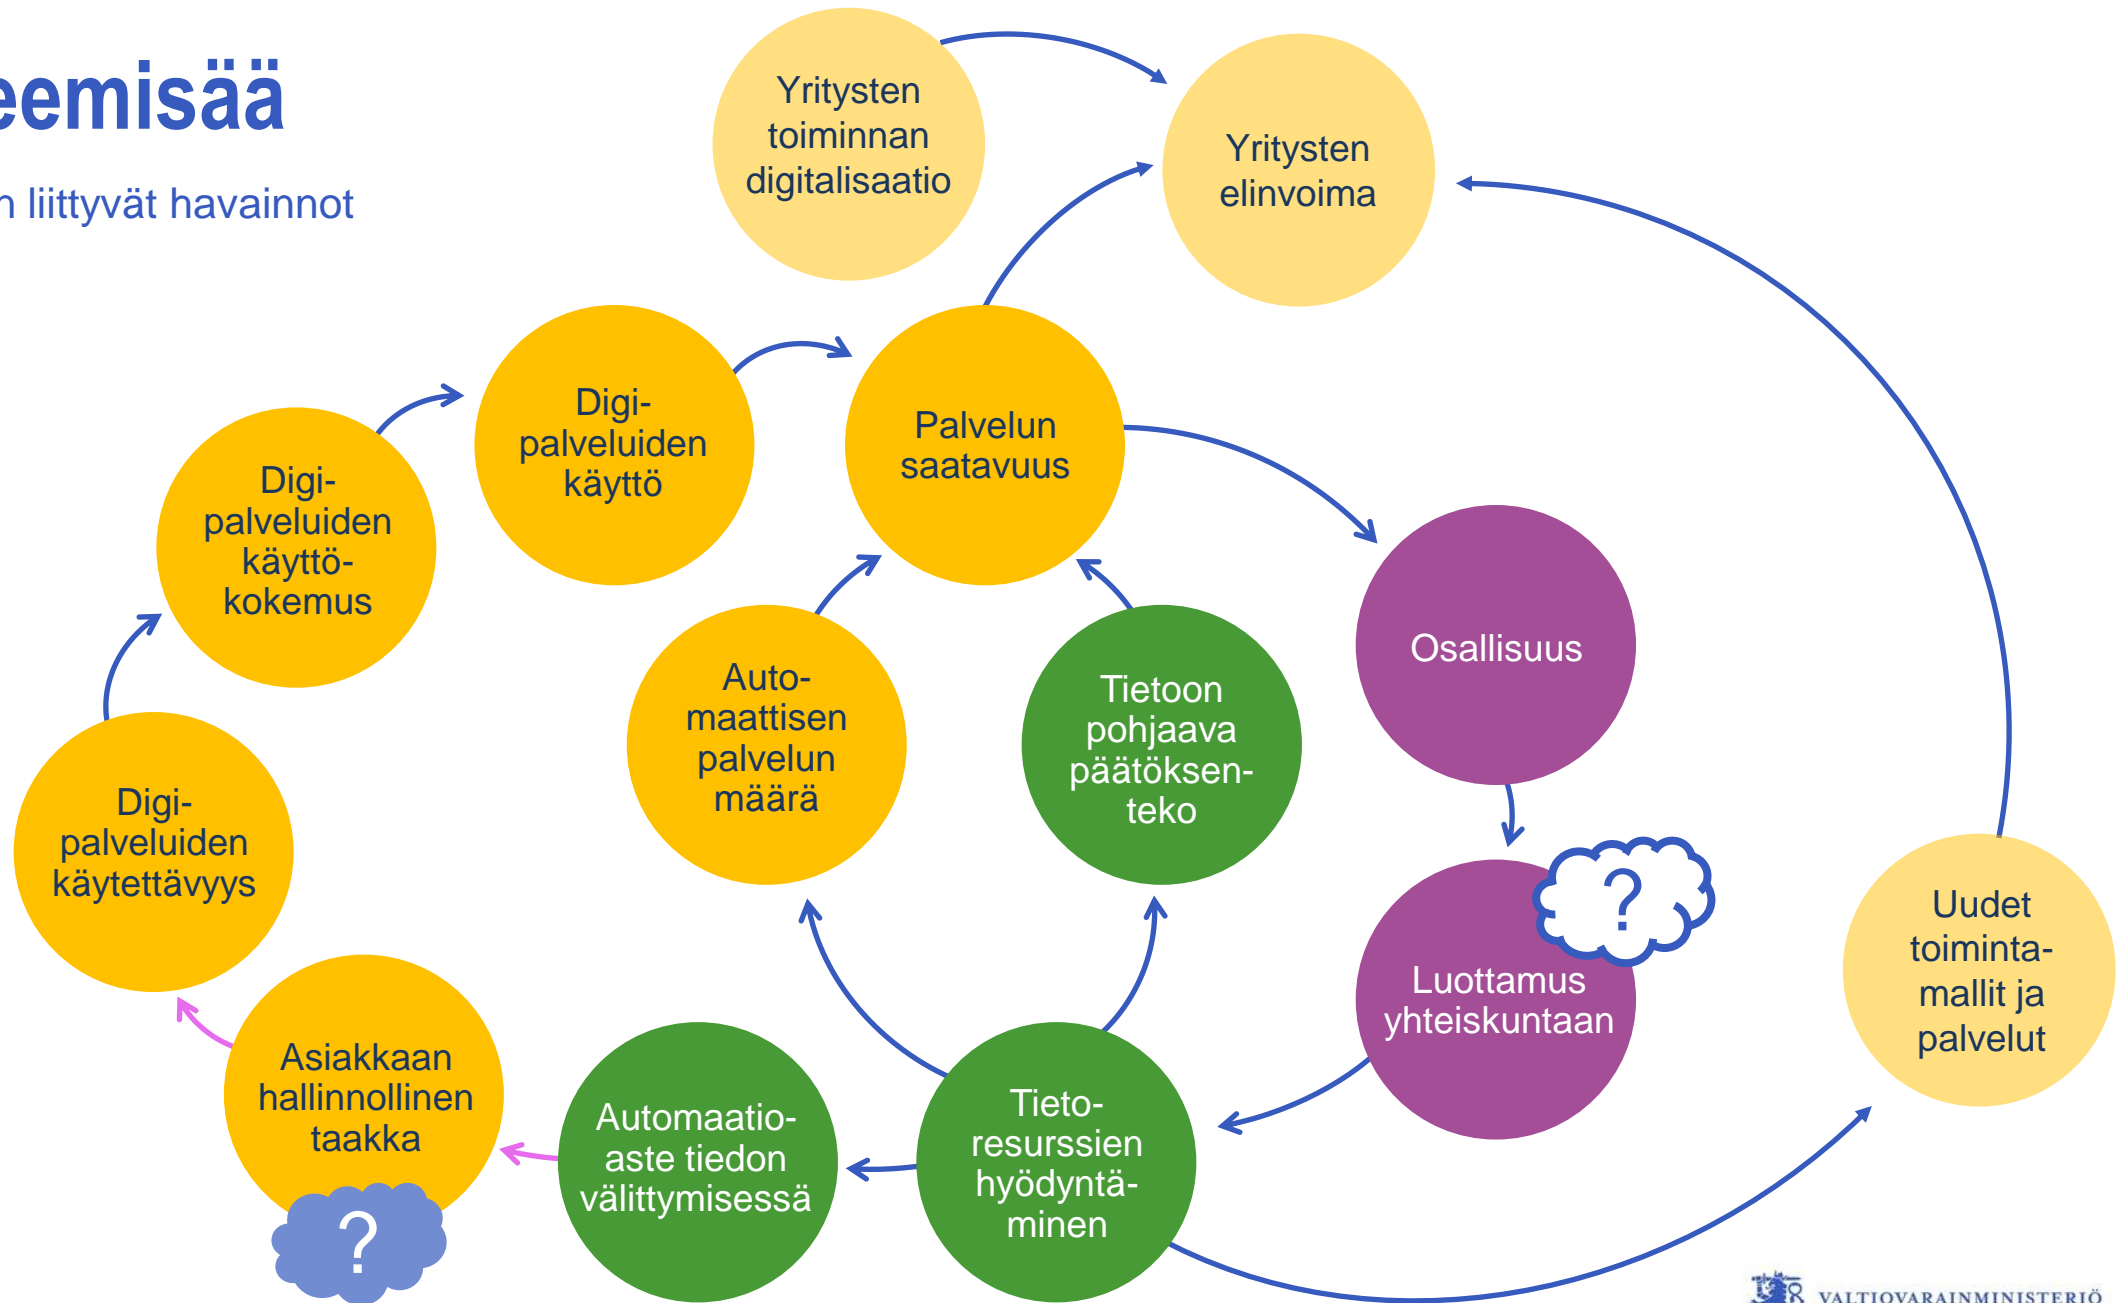 eemisää
n liittyvät havainnot
Yritysten
toiminnan
digitalisaatio
Yritysten
elinvoima
Digi-
palveluiden
käyttö
Palvelun
saatavuus
Digi-
palveluiden
käyttö-
kokemus
Osallisuus
Auto-
maattisen
palvelun
määrä
Tietoon
pohjaava
päätöksen-
teko
Digi-
palveluiden
käytettävyys
?
Luottamus
yhteiskuntaan
Uudet
toiminta-
mallit ja
palvelut
Asiakkaan
hallinnollinen
taakka
?
Automaatio-
aste tiedon
välittymisessä
Tieto-
resurssien
hyödyntä-
minen
VALTIOVARAINMINISTERIÖ